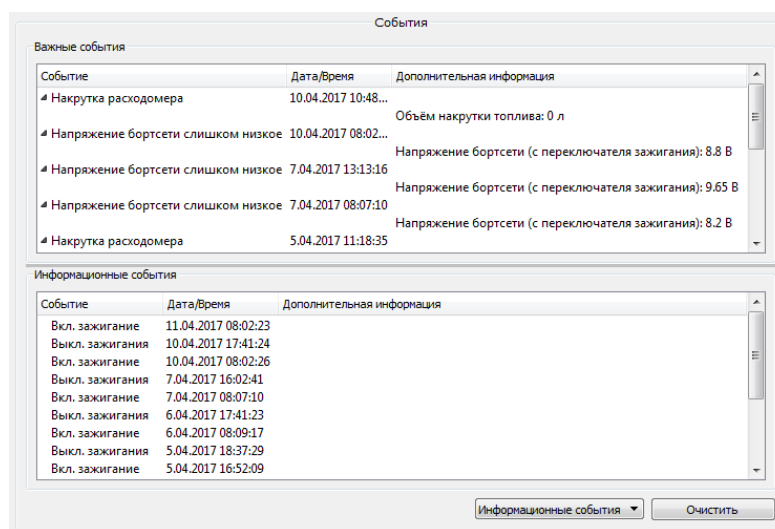 События
Важные события
Событие Дата/Время Дополнительная информация
Накрутка расходомера 10.04.2017 10:48...
Объём накрутки топлива: 0 л
Напряжение бортсети слишком низкое 10.04.2017 08:02...
Напряжение бортсети (с переключателя зажигания): 8.8 В
Напряжение бортсети слишком низкое 7.04.2017 13:13:16
Напряжение бортсети (с переключателя зажигания): 9.65 В
Напряжение бортсети слишком низкое 7.04.2017 08:07:10
Напряжение бортсети (с переключателя зажигания): 8.2 В
Накрутка расходомера 5.04.2017 11:18:35
Информационные события
Событие Дата/Время Дополнительная информация
Вкл. зажигание 11.04.2017 08:02:23
Выкл. зажигания 10.04.2017 17:41:24
Вкл. зажигание 10.04.2017 08:02:26
Выкл. зажигания 7.04.2017 16:02:41
Вкл. зажигание 7.04.2017 08:07:10
Выкл. зажигания 6.04.2017 17:41:23
Вкл. зажигание 6.04.2017 08:09:17
Выкл. зажигания 5.04.2017 18:37:29
Вкл. зажигание 5.04.2017 16:52:09
Информационные события Очистить